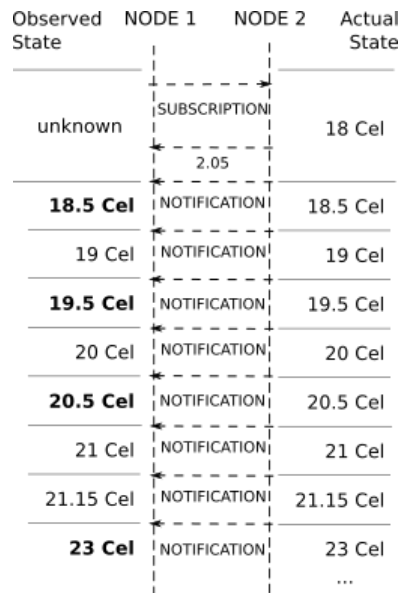 Observed State NODE 1 NODE 2 Actual State
SUBSCRIPTION
unknown 18 Cel
2.05
18.5 Cel NOTIFICATION 18.5 Cel
19 Cel NOTIFICATION 19 Cel
19.5 Cel NOTIFICATION 19.5 Cel
20 Cel NOTIFICATION 20 Cel
20.5 Cel NOTIFICATION 20.5 Cel
21 Cel NOTIFICATION 21 Cel
21.15 Cel NOTIFICATION 21.15 Cel
23 Cel NOTIFICATION 23 Cel
...